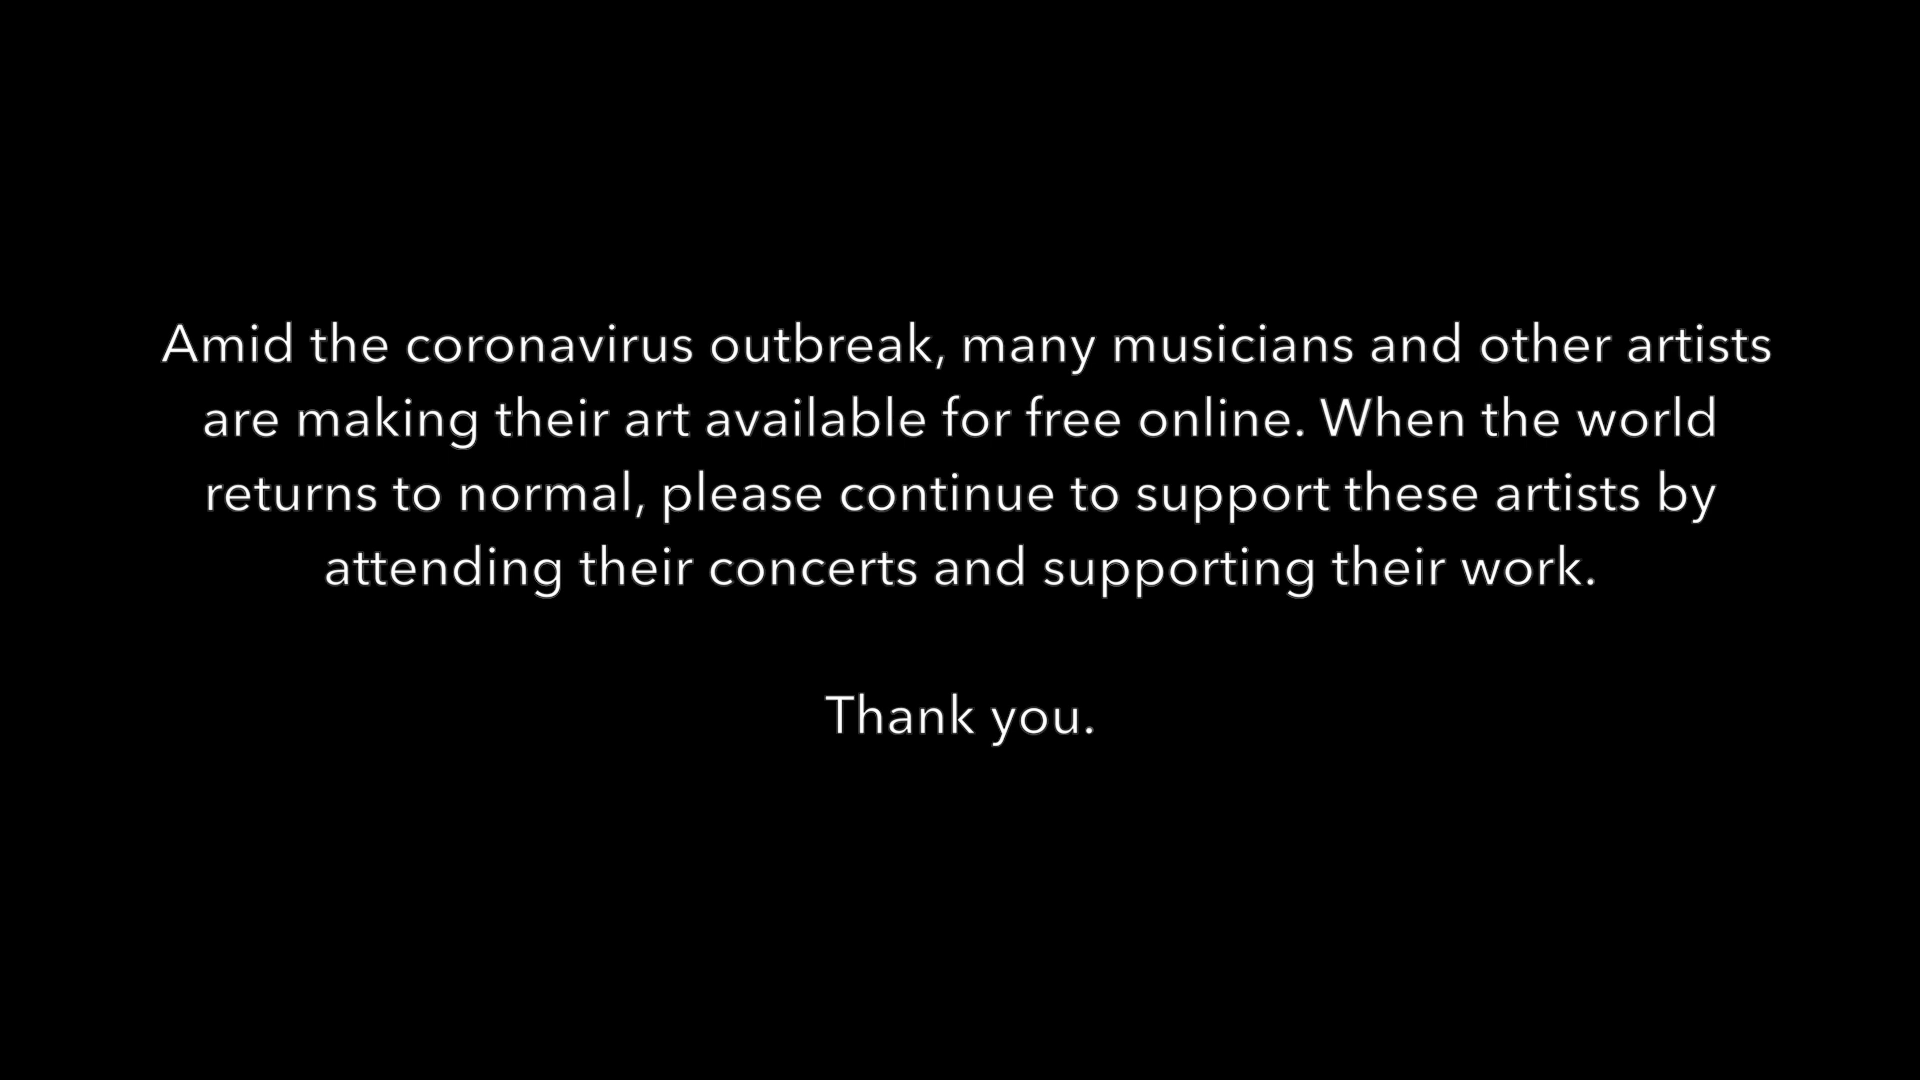 Amid the coronavirus outbreak, many musicians and other artists
are making their art available for free online. When the world
returns to normal, please continue to support these artists by
attending their concerts and supporting their work.
Thank you.